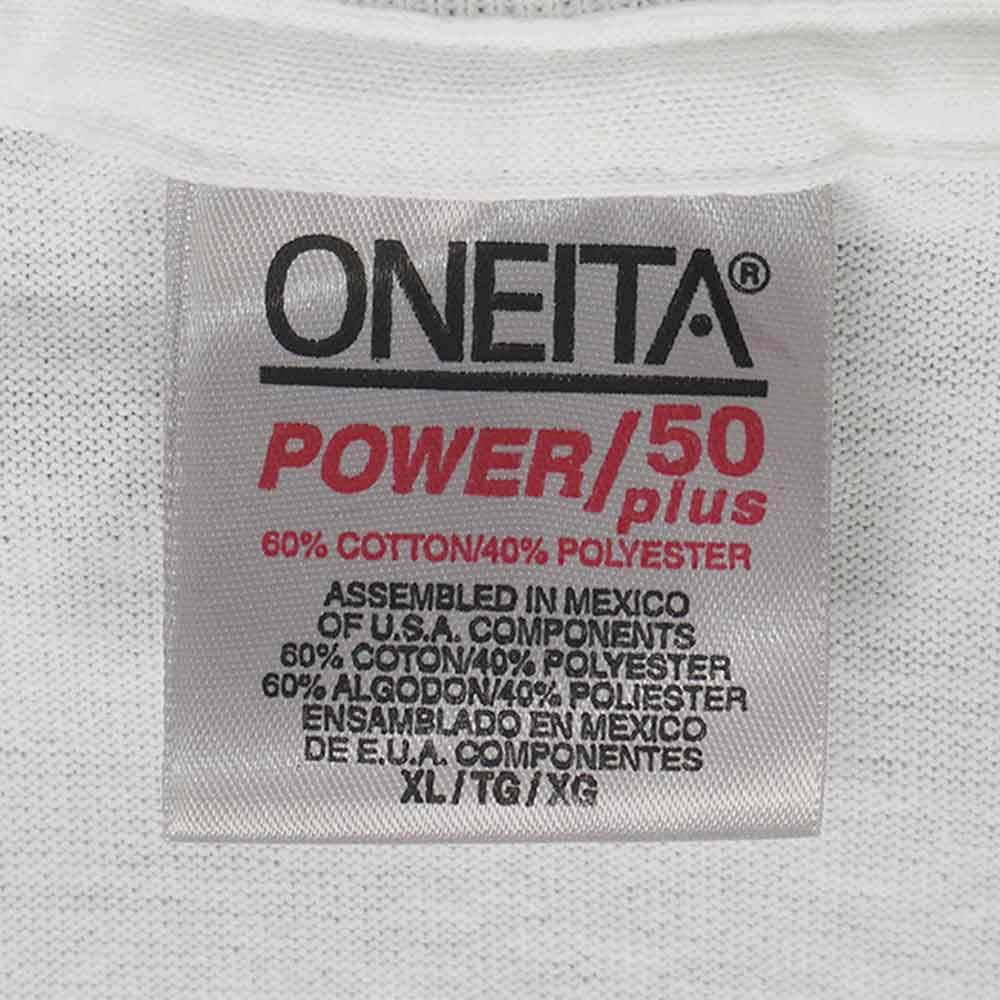 ONEITA®
POWER/50 plus
60% COTTON/40% POLYESTER
ASSEMBLED IN MEXICO
OF U.S.A. COMPONENTS
60% COTON/40% POLYESTER
60% ALGODON/40% POLIESTER
ENSAMBLADO EN MEXICO
DE E.U.A. COMPONENTES
XL/TG/XG